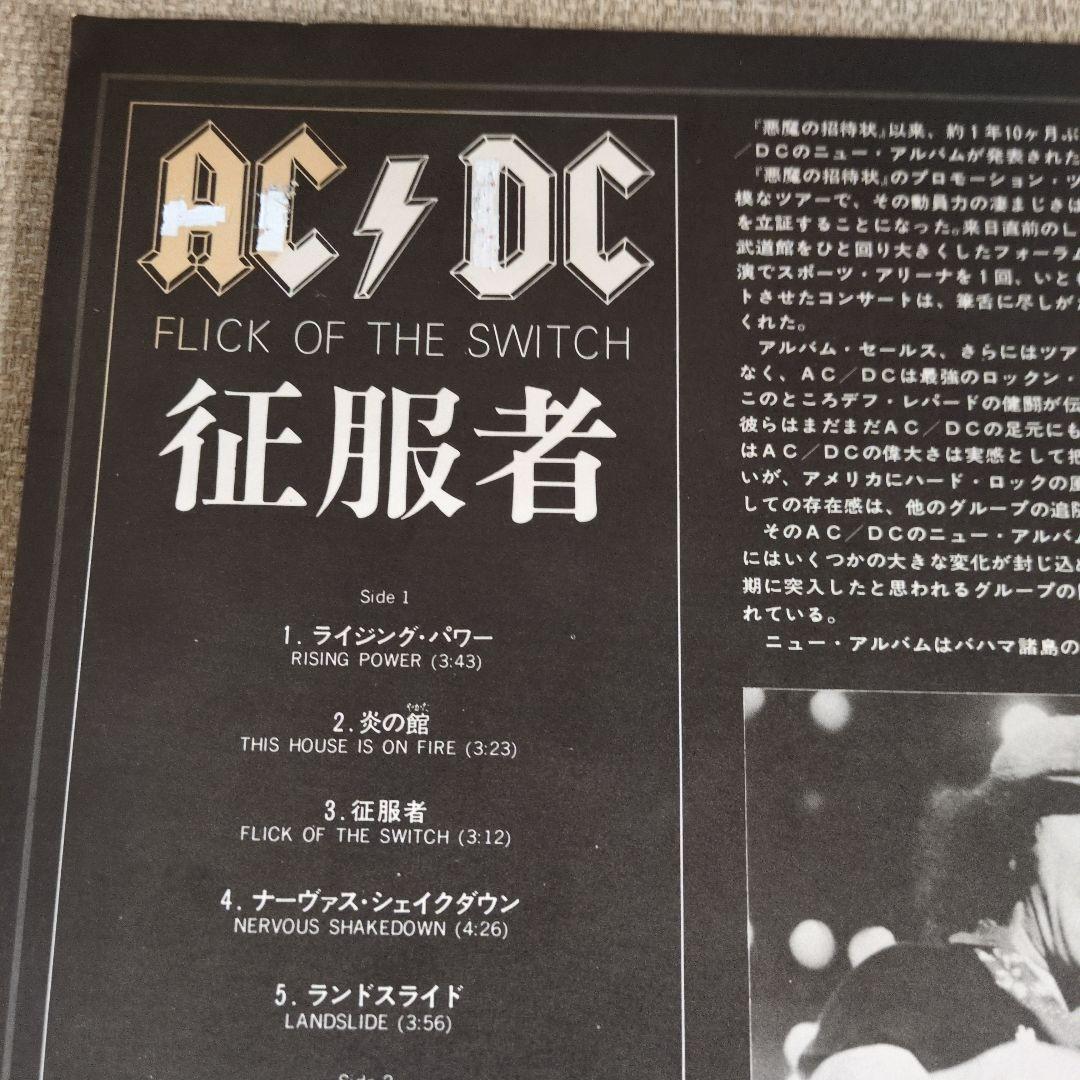 AC/DC
FLICK OF THE SWITCH
征服者
Side 1
1. ライジング・パワー
RISING POWER (3:43)
やかた
2. 炎の館
THIS HOUSE IS ON FIRE (3:23)
3. 征服者
FLICK OF THE SWITCH (3:12)
4. ナーヴァス・シェイクダウン
NERVOUS SHAKEDOWN (4:26)
5. ランドスライド
LANDSLIDE (3:56)
Side 2
『悪魔の招待状』以来、約1年10ヶ月ぶ
／DCのニュー・アルバムが発表された
『悪魔の招待状』のプロモーション・ツ
模なツアーで、その動員力の凄まじきは
を立証することになった。来日直前のL
武道館をひと回り大きくしたフォーラム
演でスポーツ・アリーナを1回、いとも
トさせたコンサートは、筆舌に尽しがた
くれた。
アルバム・セールス、さらにはツア
なく、AC／DCは最強のロックン・
このところデフ・レパードの健闘が伝
彼らはまだまだAC／DCの足元にも
はAC／DCの偉大さは実感として把
いが、アメリカにハード・ロックの風
しての存在感は、他のグループの追随
そのAC／DCのニュー・アルバム
にはいくつかの大きな変化が封じ込め
期に突入したと思われるグループの
れている。
ニュー・アルバムはバハマ諸島の